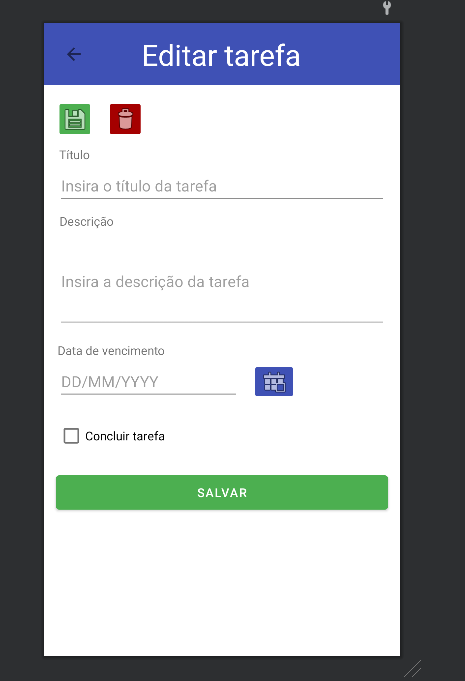 Editar tarefa
Título
Insira o título da tarefa
Descrição
Insira a descrição da tarefa
Data de vencimento
DD/MM/YYYY
Concluir tarefa
SALVAR